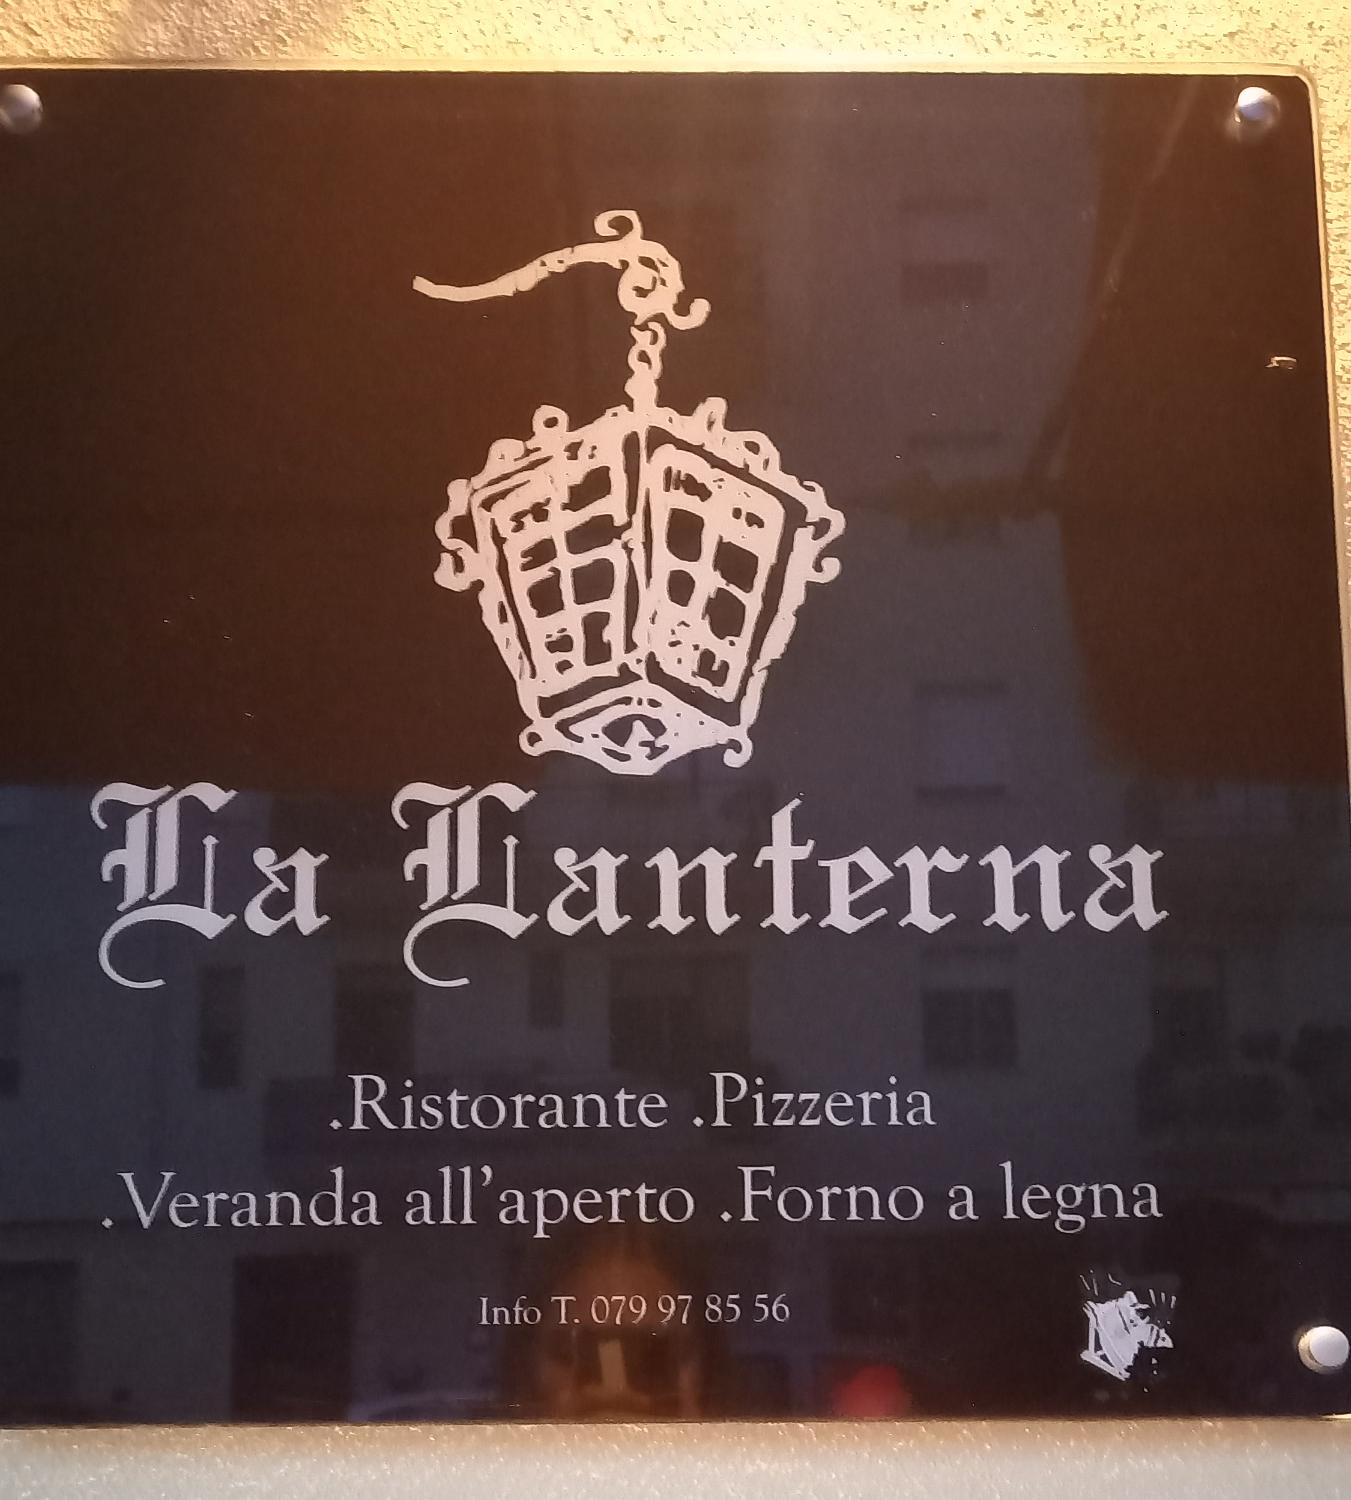 La Lanterna
.Ristorante .Pizzeria
.Veranda all’aperto .Forno a legna
Info T. 079 97 85 56